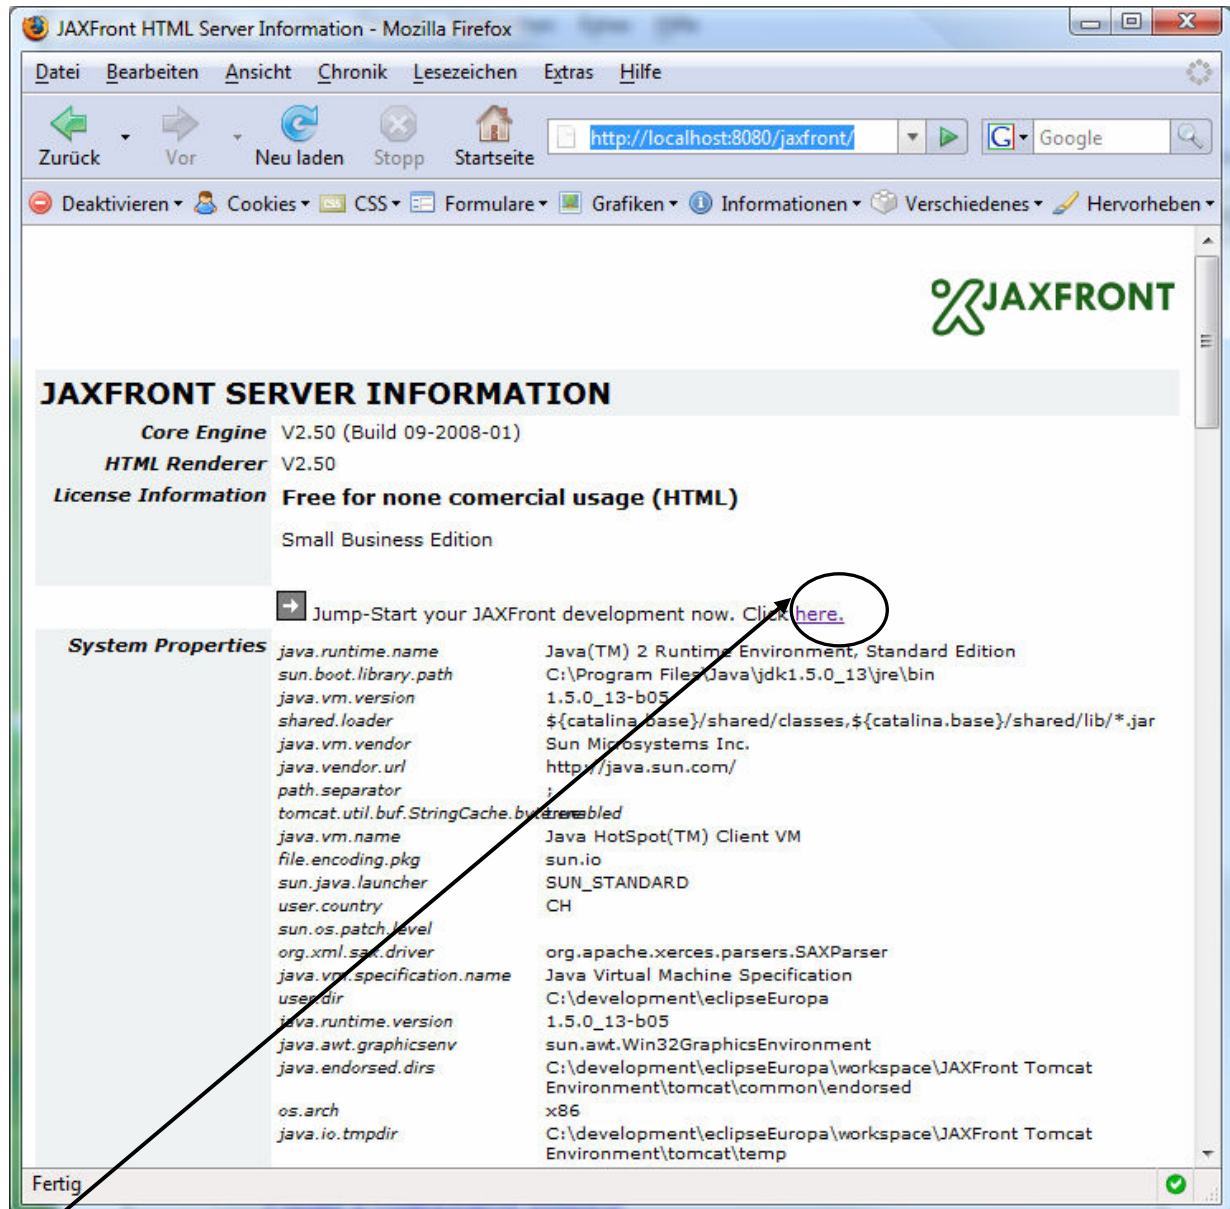 JAXFront HTML Server Information - Mozilla Firefox
Datei Bearbeiten Ansicht Chronik Lesezeichen Extras Hilfe
Zurück Vor Neu laden Stopp Startseite http://localhost:8080/jaxfront/ G Google
Deaktivieren Cookies CSS Formulare Grafiken Informationen Verschiedenes Hervorheben
JAXFRONT
JAXFRONT SERVER INFORMATION
Core Engine V2.50 (Build 09-2008-01)
HTML Renderer V2.50
License Information Free for none comercial usage (HTML)
Small Business Edition
Jump-Start your JAXFront development now. Click here.
System Properties java.runtime.name Java(TM) 2 Runtime Environment, Standard Edition
sun.boot.library.path C:\Program Files\Java\jdk1.5.0_13\jre\bin
java.vm.version 1.5.0_13-b05
shared.loader ${catalina.base}/shared/classes,${catalina.base}/shared/lib/*.jar
java.vm.vendor Sun Microsystems Inc.
java.vendor.url http://java.sun.com/
path.separator ;
tomcat.util.buf.StringCache.byte.enabled true
java.vm.name Java HotSpot(TM) Client VM
file.encoding.pkg sun.io
sun.java.launcher SUN_STANDARD
user.country CH
sun.os.patch.level
org.xml.sax.driver org.apache.xerces.parsers.SAXParser
java.vm.specification.name Java Virtual Machine Specification
user.dir C:\development\eclipseEuropa
java.runtime.version 1.5.0_13-b05
java.awt.graphicsenv sun.awt.Win32GraphicsEnvironment
java.endorsed.dirs C:\development\eclipseEuropa\workspace\JAXFront Tomcat
Environment\tomcat\common\endorsed
os.arch x86
java.io.tmpdir C:\development\eclipseEuropa\workspace\JAXFront Tomcat
Environment\tomcat\temp
Fertig